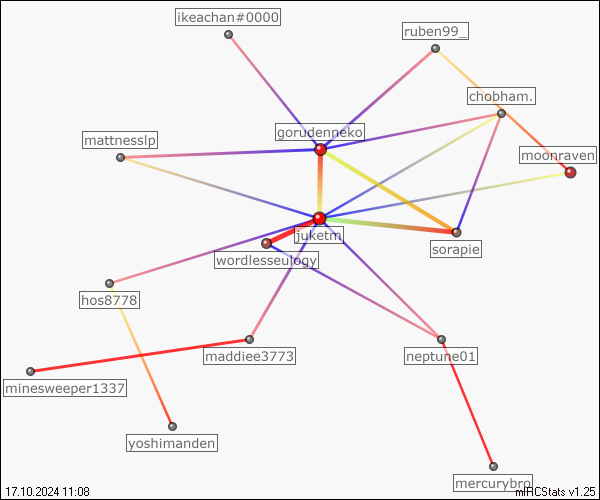 ikeachan#0000
ruben99_
chobham.
gorudenneko
mattnesslp
moonraven
juketm
sorapie
wordlesseulogy
hos8778
maddiee3773
neptune01
minesweeper1337
yoshimanden
mercurybro
17.10.2024 11:08
mIRCStats v1.25